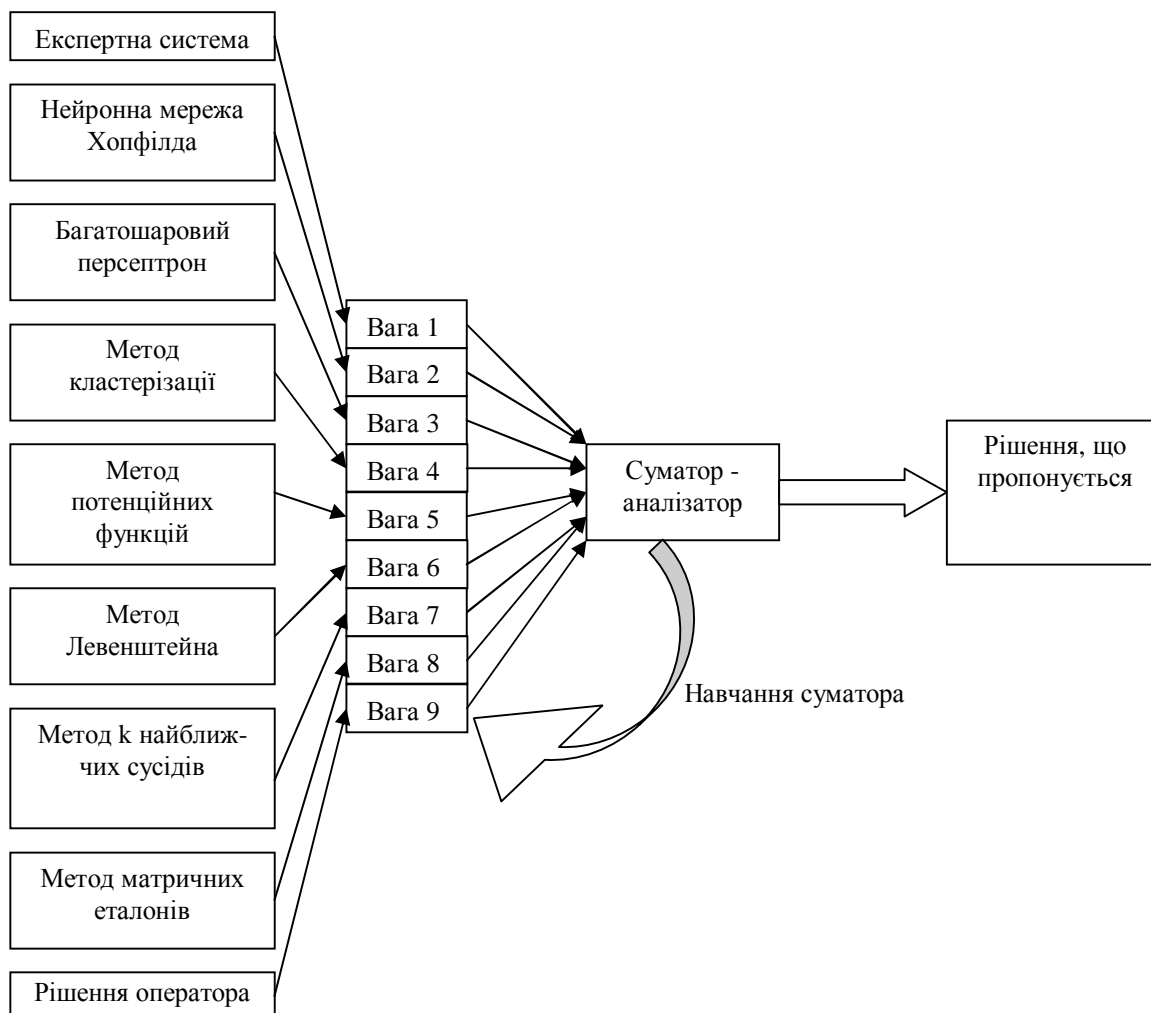 Експертна система
Нейронна мережа
Хопфілда
Багатошаровий
персептрон
Метод
кластерізації
Метод
потенційних
функцій
Метод
Левенштейна
Метод k найближ-
чих сусідів
Метод матричних
еталонів
Рішення оператора
Вага 1
Вага 2
Вага 3
Вага 4
Вага 5
Вага 6
Вага 7
Вага 8
Вага 9
Суматор -
аналізатор
Навчання суматора
Рішення, що
пропонується